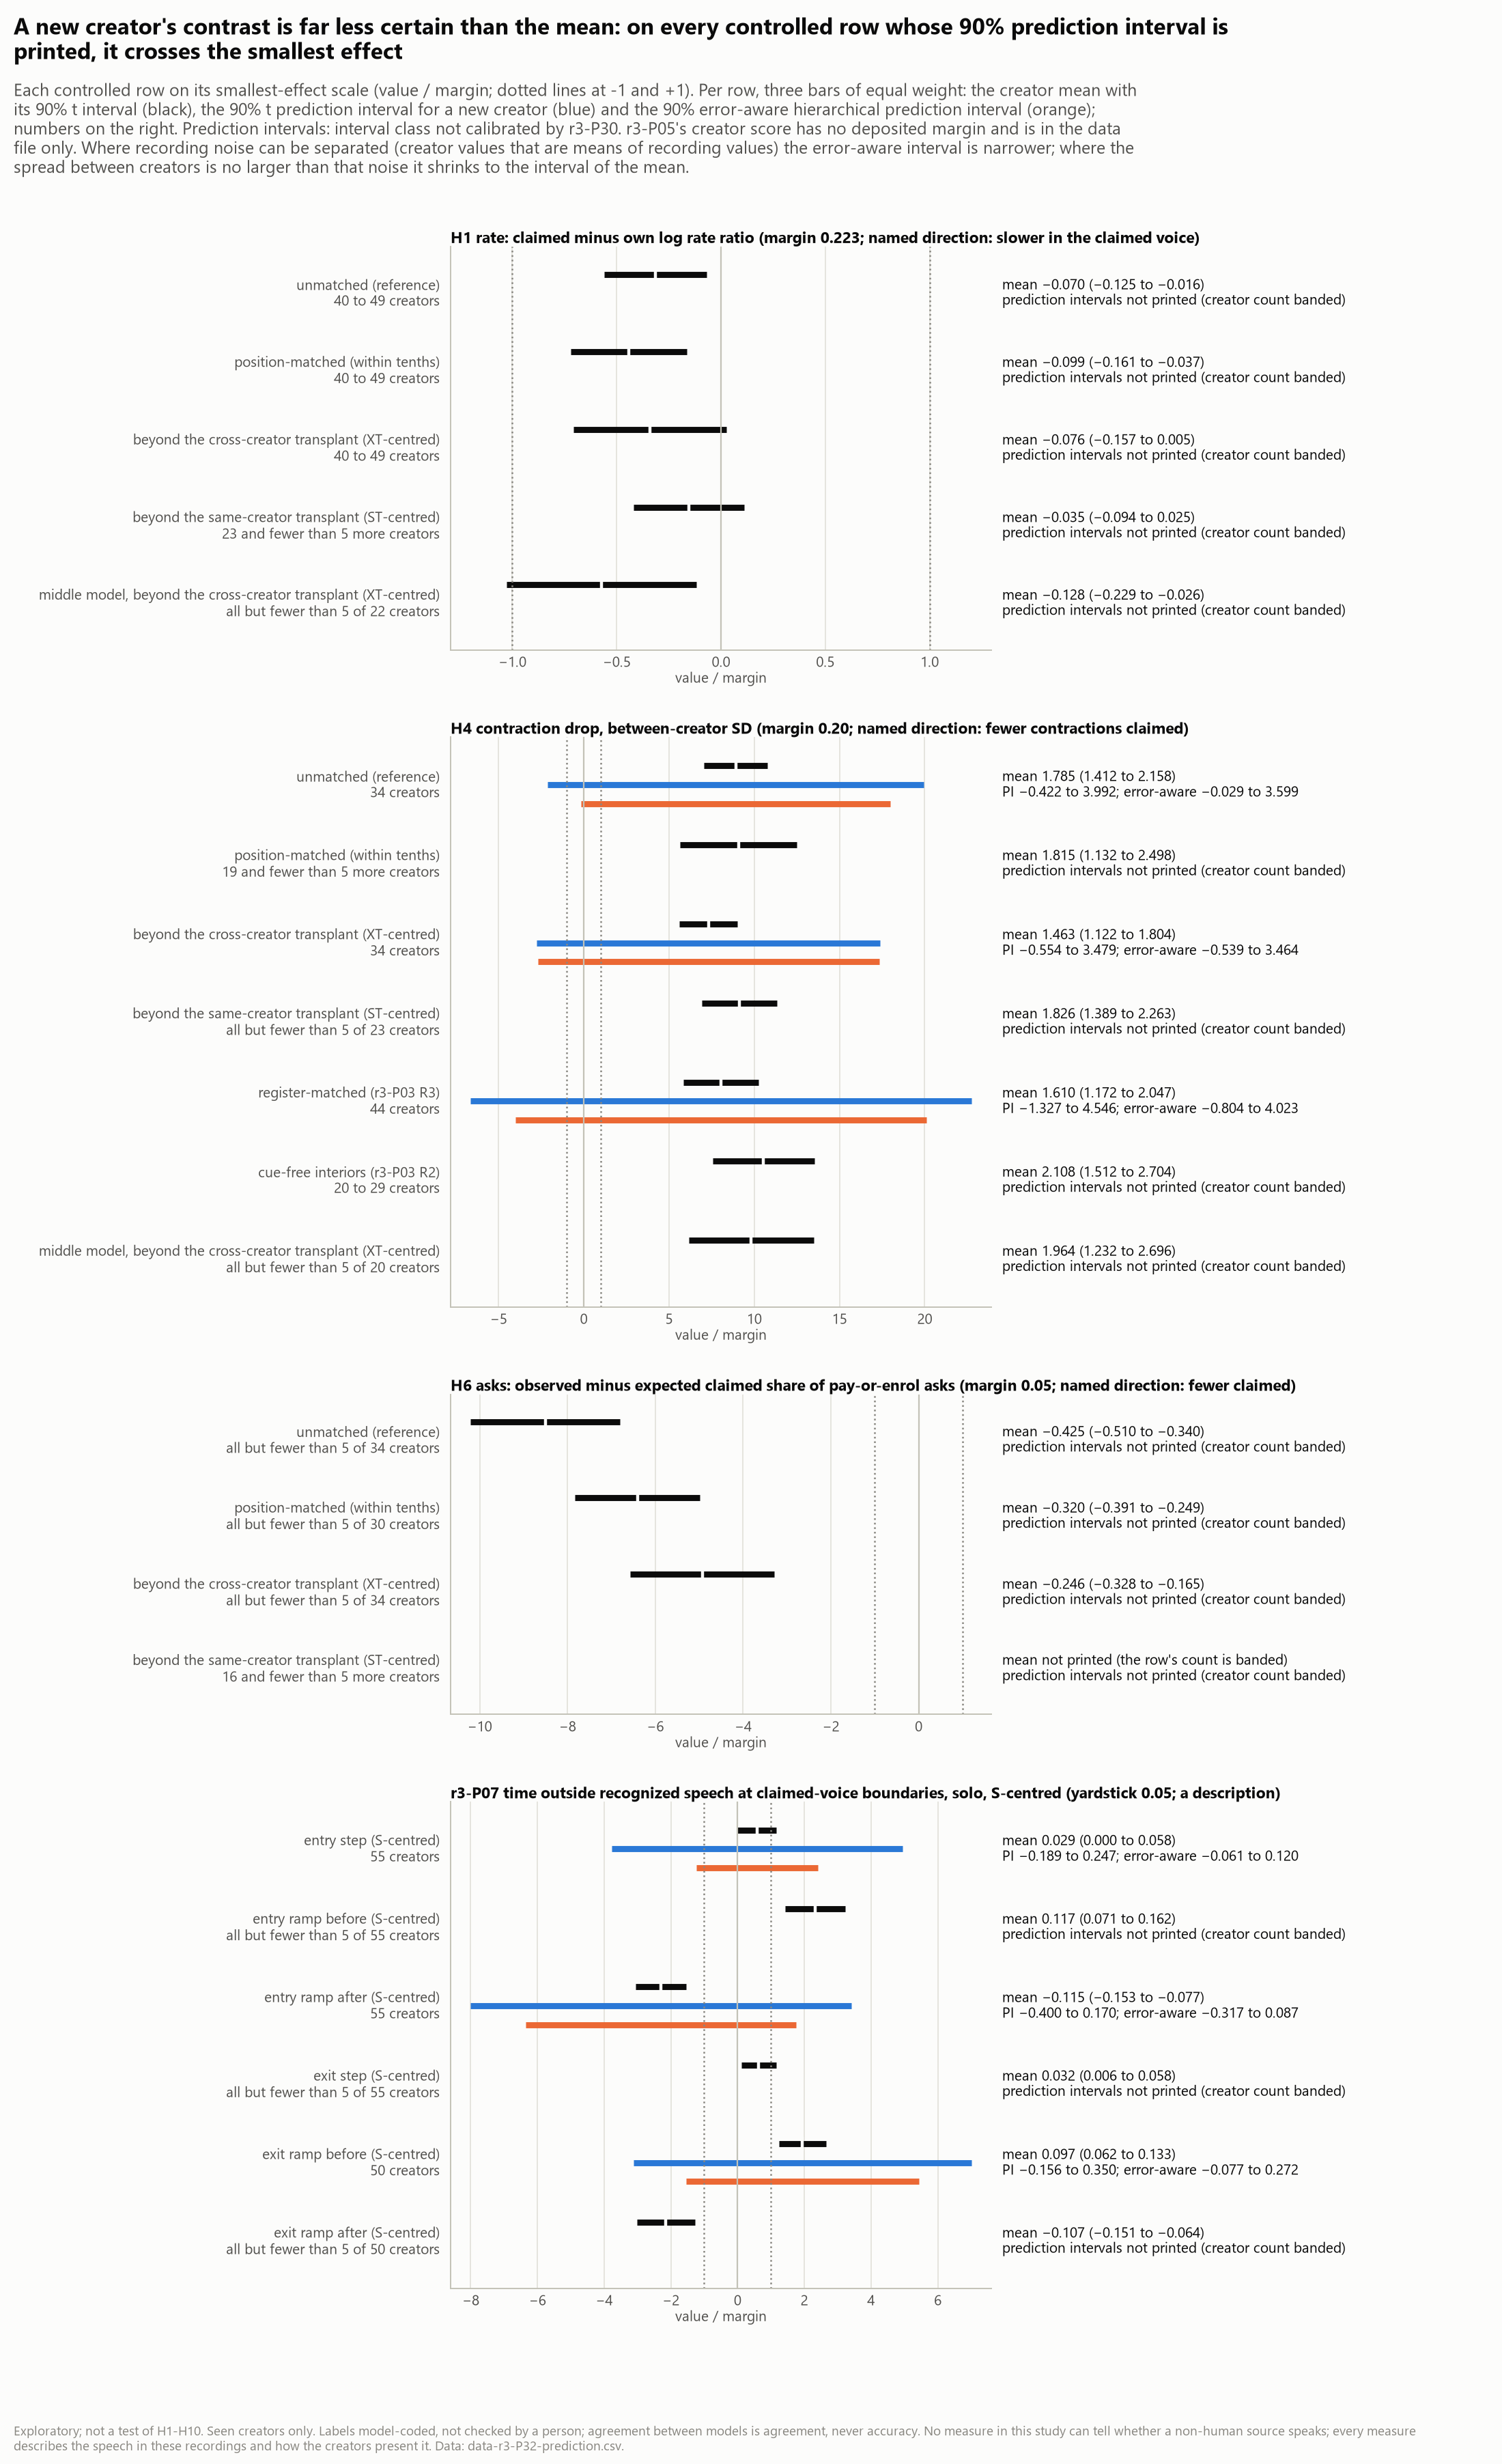 A new creator's contrast is far less certain than the mean: on every controlled row whose 90% prediction interval is
printed, it crosses the smallest effect
Each controlled row on its smallest-effect scale (value / margin; dotted lines at -1 and +1). Per row, three bars of equal weight: the creator mean with
its 90% t interval (black), the 90% t prediction interval for a new creator (blue) and the 90% error-aware hierarchical prediction interval (orange);
numbers on the right. Prediction intervals: interval class not calibrated by r3-P30. r3-P05's creator score has no deposited margin and is in the data
file only. Where recording noise can be separated (creator values that are means of recording values) the error-aware interval is narrower; where the
spread between creators is no larger than that noise it shrinks to the interval of the mean.
H1 rate: claimed minus own log rate ratio (margin 0.223; named direction: slower in the claimed voice)
unmatched (reference)
40 to 49 creators
mean −0.070 (−0.125 to −0.016)
prediction intervals not printed (creator count banded)
position-matched (within tenths)
40 to 49 creators
mean −0.099 (−0.161 to −0.037)
prediction intervals not printed (creator count banded)
beyond the cross-creator transplant (XT-centred)
40 to 49 creators
mean −0.076 (−0.157 to 0.005)
prediction intervals not printed (creator count banded)
beyond the same-creator transplant (ST-centred)
23 and fewer than 5 more creators
mean −0.035 (−0.094 to 0.025)
prediction intervals not printed (creator count banded)
middle model, beyond the cross-creator transplant (XT-centred)
all but fewer than 5 of 22 creators
mean −0.128 (−0.229 to −0.026)
prediction intervals not printed (creator count banded)
−1.0 −0.5 0.0 0.5 1.0
value / margin
H4 contraction drop, between-creator SD (margin 0.20; named direction: fewer contractions claimed)
unmatched (reference)
34 creators
mean 1.785 (1.412 to 2.158)
PI −0.422 to 3.992; error-aware −0.029 to 3.599
position-matched (within tenths)
19 and fewer than 5 more creators
mean 1.815 (1.132 to 2.498)
prediction intervals not printed (creator count banded)
beyond the cross-creator transplant (XT-centred)
34 creators
mean 1.463 (1.122 to 1.804)
PI −0.554 to 3.479; error-aware −0.539 to 3.464
beyond the same-creator transplant (ST-centred)
all but fewer than 5 of 23 creators
mean 1.826 (1.389 to 2.263)
prediction intervals not printed (creator count banded)
register-matched (r3-P03 R3)
44 creators
mean 1.610 (1.172 to 2.047)
PI −1.327 to 4.546; error-aware −0.804 to 4.023
cue-free interiors (r3-P03 R2)
20 to 29 creators
mean 2.108 (1.512 to 2.704)
prediction intervals not printed (creator count banded)
middle model, beyond the cross-creator transplant (XT-centred)
all but fewer than 5 of 20 creators
mean 1.964 (1.232 to 2.696)
prediction intervals not printed (creator count banded)
−5 0 5 10 15 20
value / margin
H6 asks: observed minus expected claimed share of pay-or-enrol asks (margin 0.05; named direction: fewer claimed)
unmatched (reference)
all but fewer than 5 of 34 creators
mean −0.425 (−0.510 to −0.340)
prediction intervals not printed (creator count banded)
position-matched (within tenths)
all but fewer than 5 of 30 creators
mean −0.320 (−0.391 to −0.249)
prediction intervals not printed (creator count banded)
beyond the cross-creator transplant (XT-centred)
all but fewer than 5 of 34 creators
mean −0.246 (−0.328 to −0.165)
prediction intervals not printed (creator count banded)
beyond the same-creator transplant (ST-centred)
16 and fewer than 5 more creators
mean not printed (the row's count is banded)
prediction intervals not printed (creator count banded)
−10 −8 −6 −4 −2 0
value / margin
r3-P07 time outside recognized speech at claimed-voice boundaries, solo, S-centred (yardstick 0.05; a description)
entry step (S-centred)
55 creators
mean 0.029 (0.000 to 0.058)
PI −0.189 to 0.247; error-aware −0.061 to 0.120
entry ramp before (S-centred)
all but fewer than 5 of 55 creators
mean 0.117 (0.071 to 0.162)
prediction intervals not printed (creator count banded)
entry ramp after (S-centred)
55 creators
mean −0.115 (−0.153 to −0.077)
PI −0.400 to 0.170; error-aware −0.317 to 0.087
exit step (S-centred)
all but fewer than 5 of 55 creators
mean 0.032 (0.006 to 0.058)
prediction intervals not printed (creator count banded)
exit ramp before (S-centred)
50 creators
mean 0.097 (0.062 to 0.133)
PI −0.156 to 0.350; error-aware −0.077 to 0.272
exit ramp after (S-centred)
all but fewer than 5 of 50 creators
mean −0.107 (−0.151 to −0.064)
prediction intervals not printed (creator count banded)
−8 −6 −4 −2 0 2 4 6
value / margin
Exploratory; not a test of H1-H10. Seen creators only. Labels model-coded, not checked by a person; agreement between models is agreement, never accuracy. No measure in this study can tell whether a non-human source speaks; every measure
describes the speech in these recordings and how the creators present it. Data: data-r3-P32-prediction.csv.